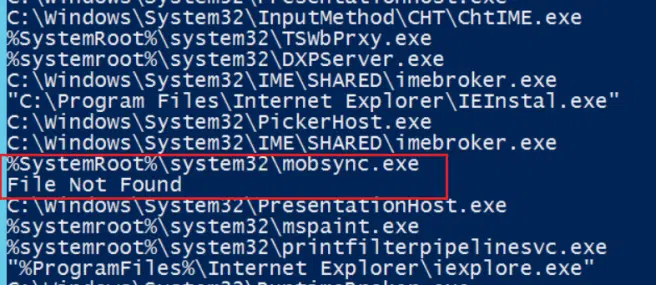 C:\Windows\System32\PresentationHost.exe
C:\Windows\System32\InputMethod\CHT\ChtIME.exe
%SystemRoot%\system32\TSWbPrxy.exe
%SystemRoot%\system32\DXPServer.exe
C:\Windows\System32\IME\SHARED\imebroker.exe
"C:\Program Files\Internet Explorer\IEInstal.exe"
C:\Windows\System32\PickerHost.exe
C:\Windows\System32\IME\SHARED\imebroker.exe
%SystemRoot%\system32\mobsync.exe
File Not Found
C:\Windows\System32\PresentationHost.exe
%systemroot%\system32\mspaint.exe
%systemroot%\system32\printfilterpipelinesvc.exe
"%ProgramFiles%\Internet Explorer\iexplore.exe"
C:\Windows\System32\RuntimeBroker.exe